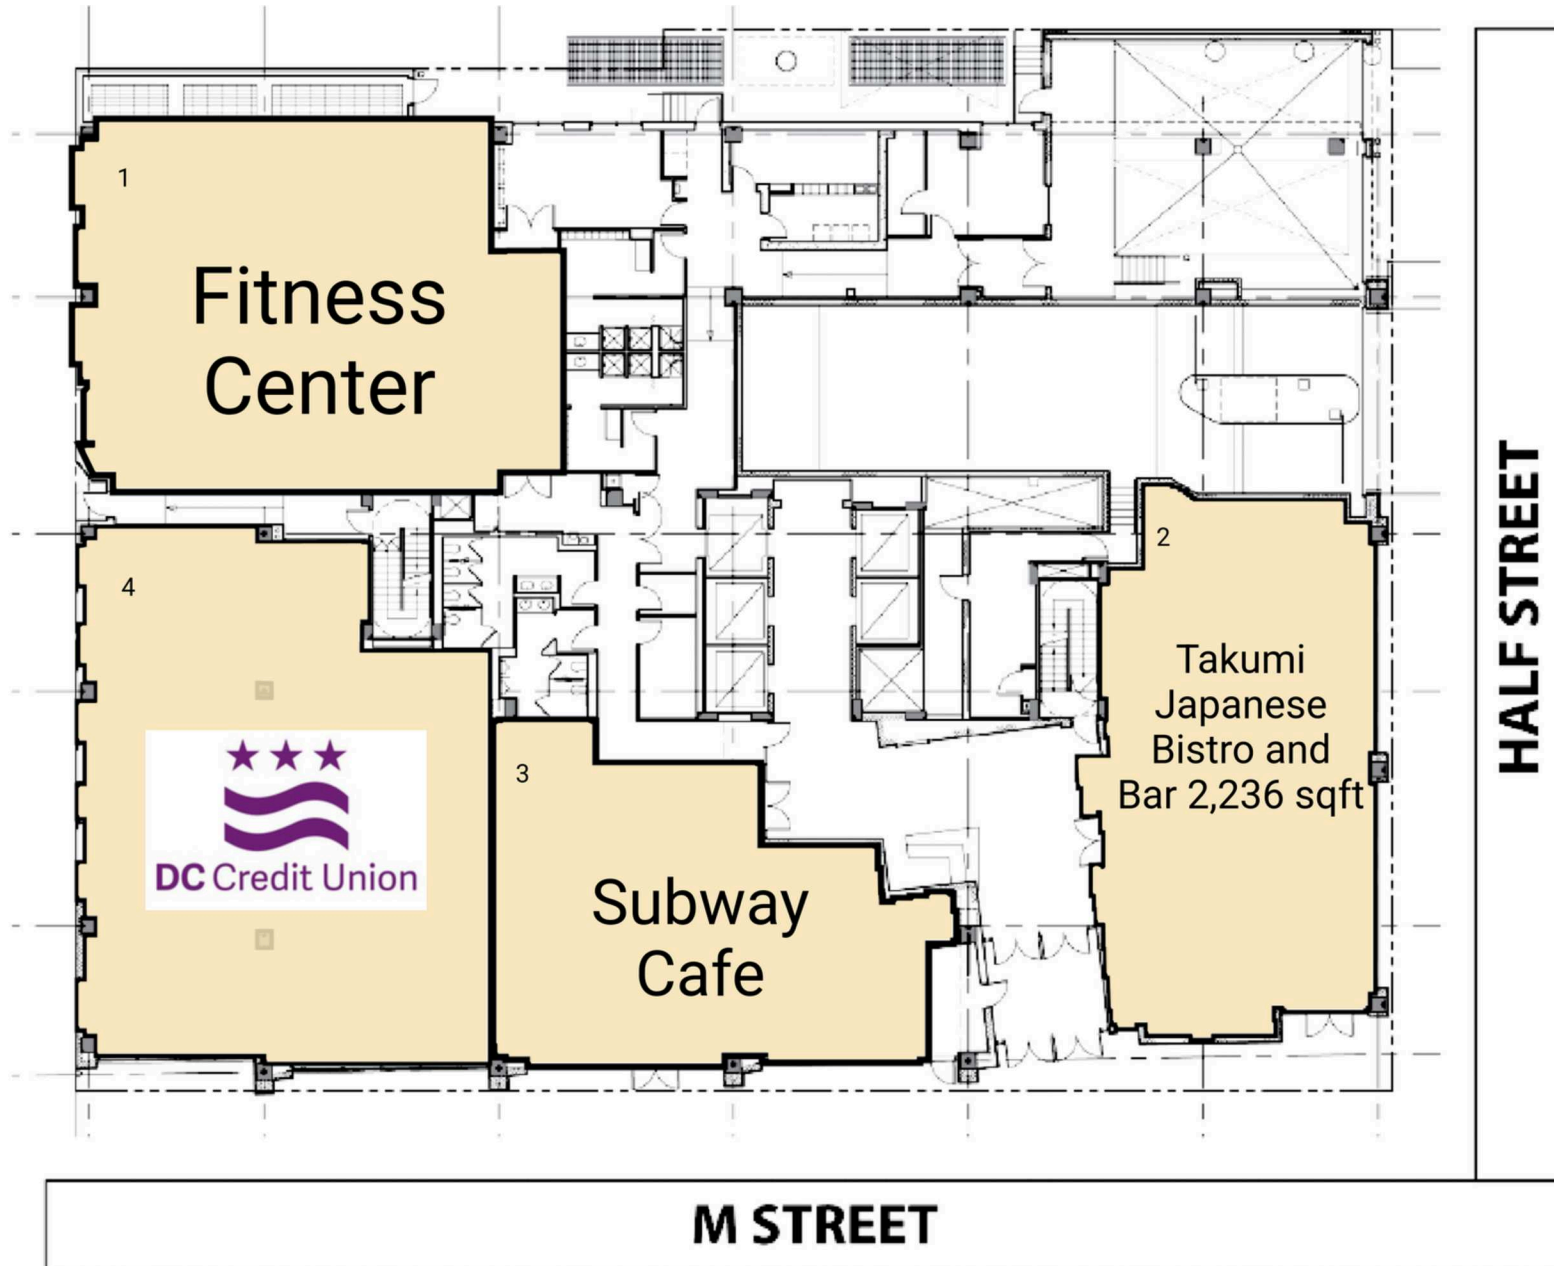 1
Fitness
Center
2
Takumi
Japanese
Bistro and
Bar 2,236 sqft
HALF STREET
4
DC Credit Union
3
Subway
Cafe
M STREET